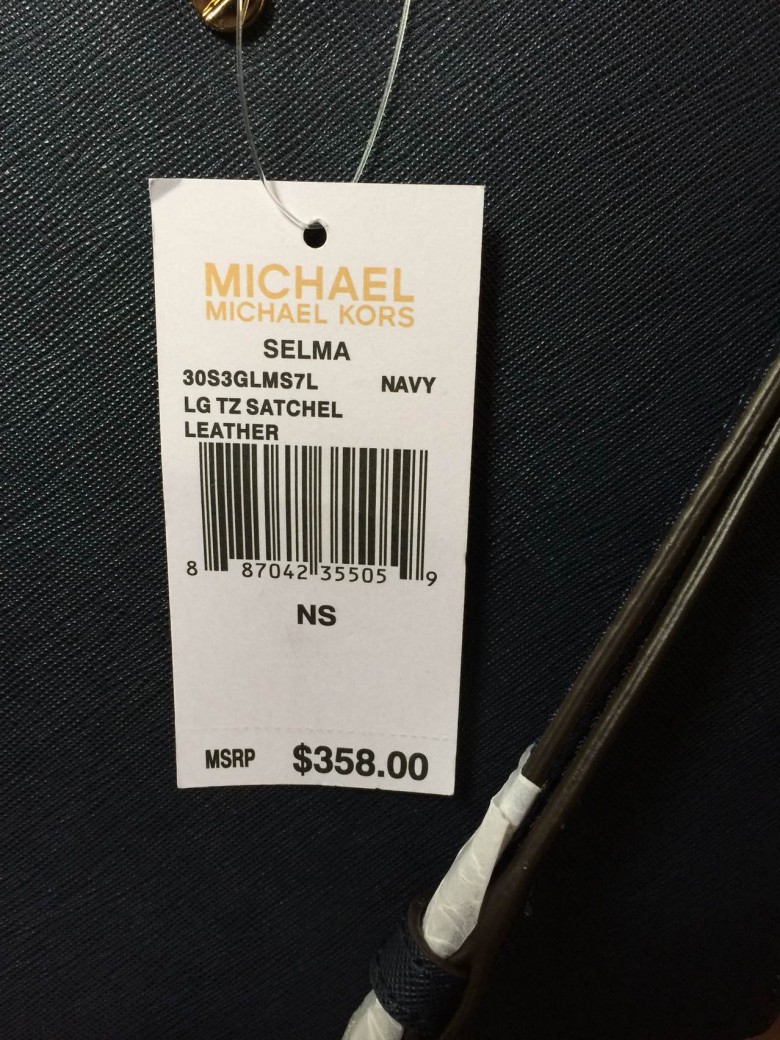 MICHAEL
MICHAEL KORS
SELMA
30S3GLMS7L NAVY
LG TZ SATCHEL
LEATHER
8 87042 35505 9
NS
MSRP $358.00